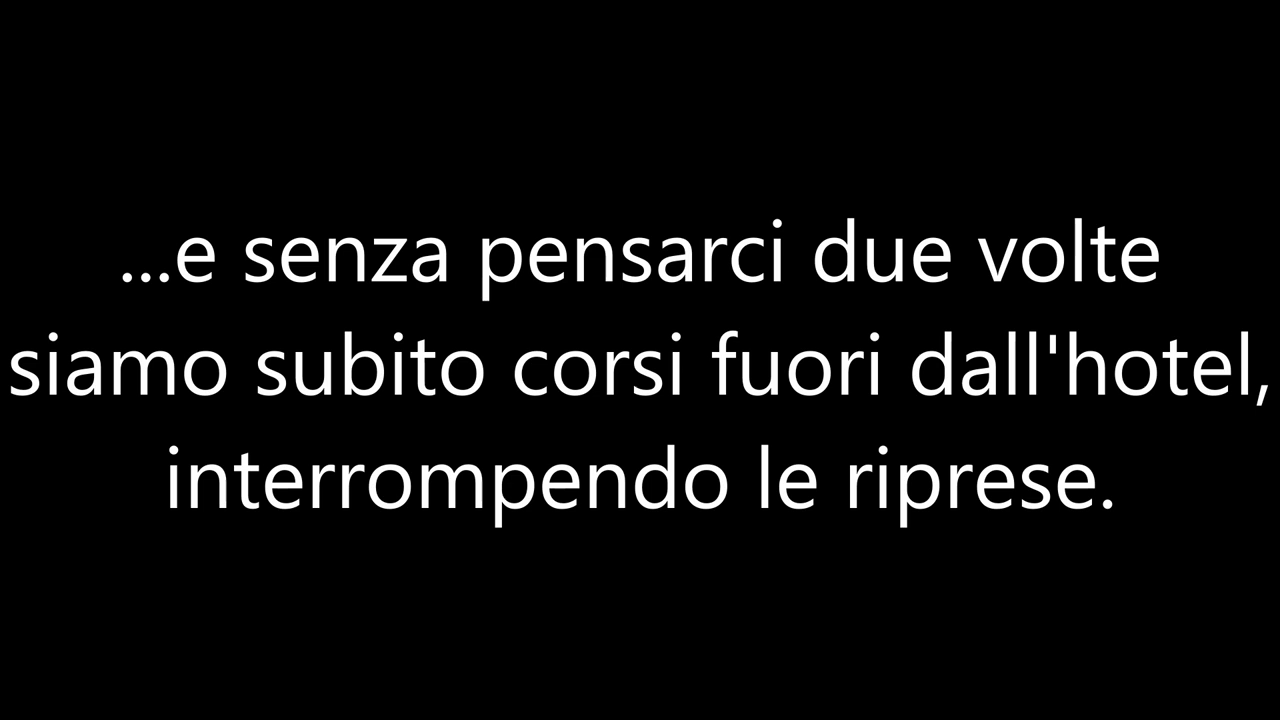 ...e senza pensarci due volte
siamo subito corsi fuori dall'hotel,
interrompendo le riprese.